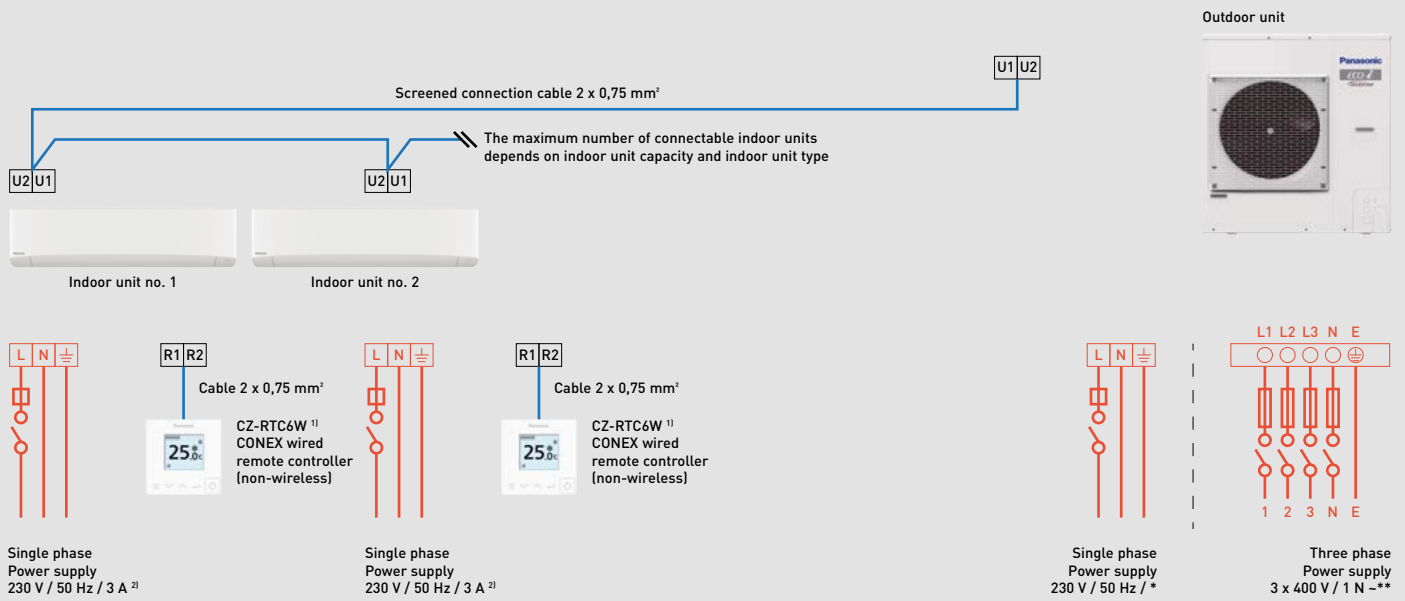 Outdoor unit
Panasonic
ECO i
U1 U2
Screened connection cable 2 x 0,75 mm²
The maximum number of connectable indoor units
depends on indoor unit capacity and indoor unit type
U2 U1
U2 U1
Indoor unit no. 1
Indoor unit no. 2
L N
R1 R2
Cable 2 x 0,75 mm²
Panasonic
25.0c
CZ-RTC6W ¹⁾
CONEX wired
remote controller
(non-wireless)
L N
R1 R2
Cable 2 x 0,75 mm²
Panasonic
25.0c
CZ-RTC6W ¹⁾
CONEX wired
remote controller
(non-wireless)
L N
L1 L2 L3 N E
1 2 3 N E
Single phase
Power supply
230 V / 50 Hz / 3 A ²⁾
Single phase
Power supply
230 V / 50 Hz / 3 A ²⁾
Single phase
Power supply
230 V / 50 Hz / *
Three phase
Power supply
3 x 400 V / 1 N ~**